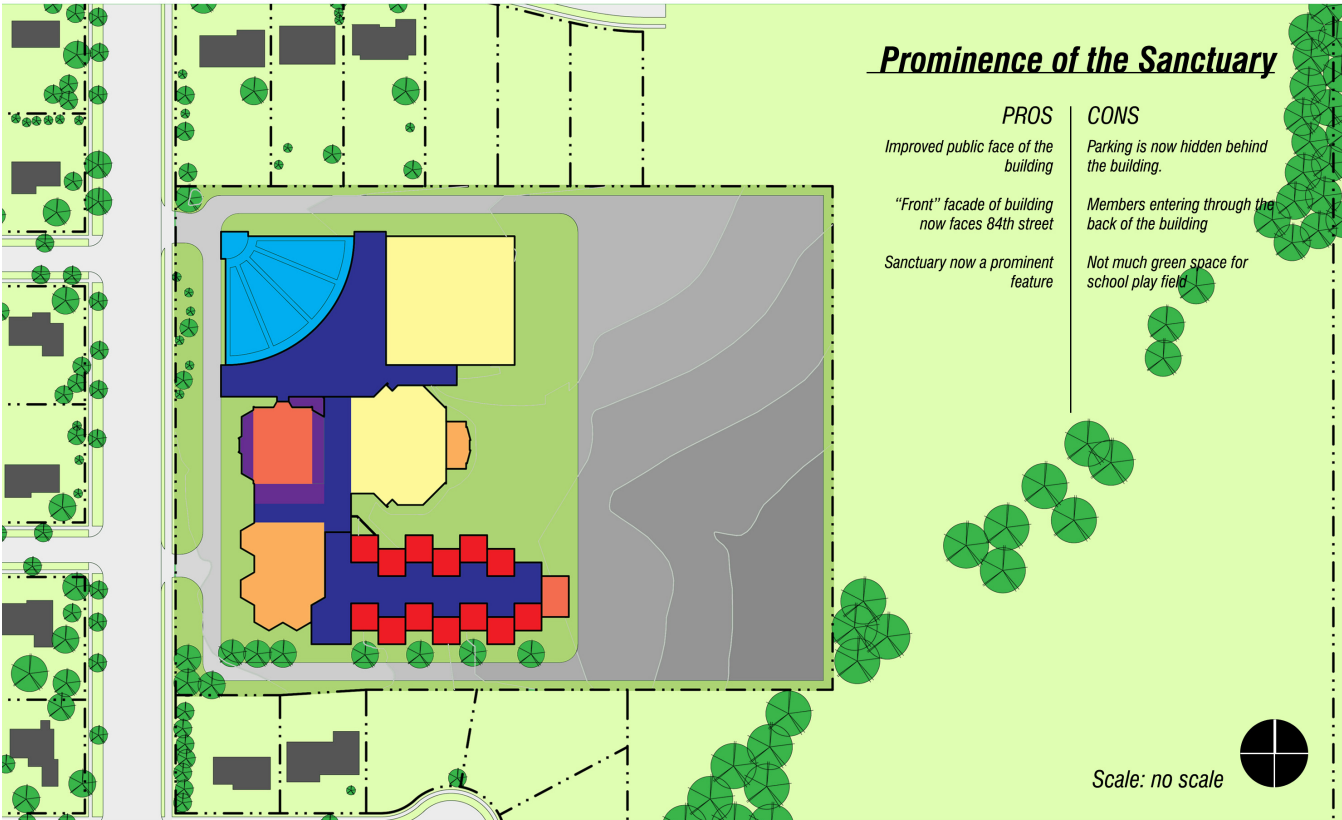 Prominence of the Sanctuary
PROS
Improved public face of the
building
“Front” facade of building
now faces 84th street
Sanctuary now a prominent
feature
CONS
Parking is now hidden behind
the building.
Members entering through the
back of the building
Not much green space for
school play field
Scale: no scale